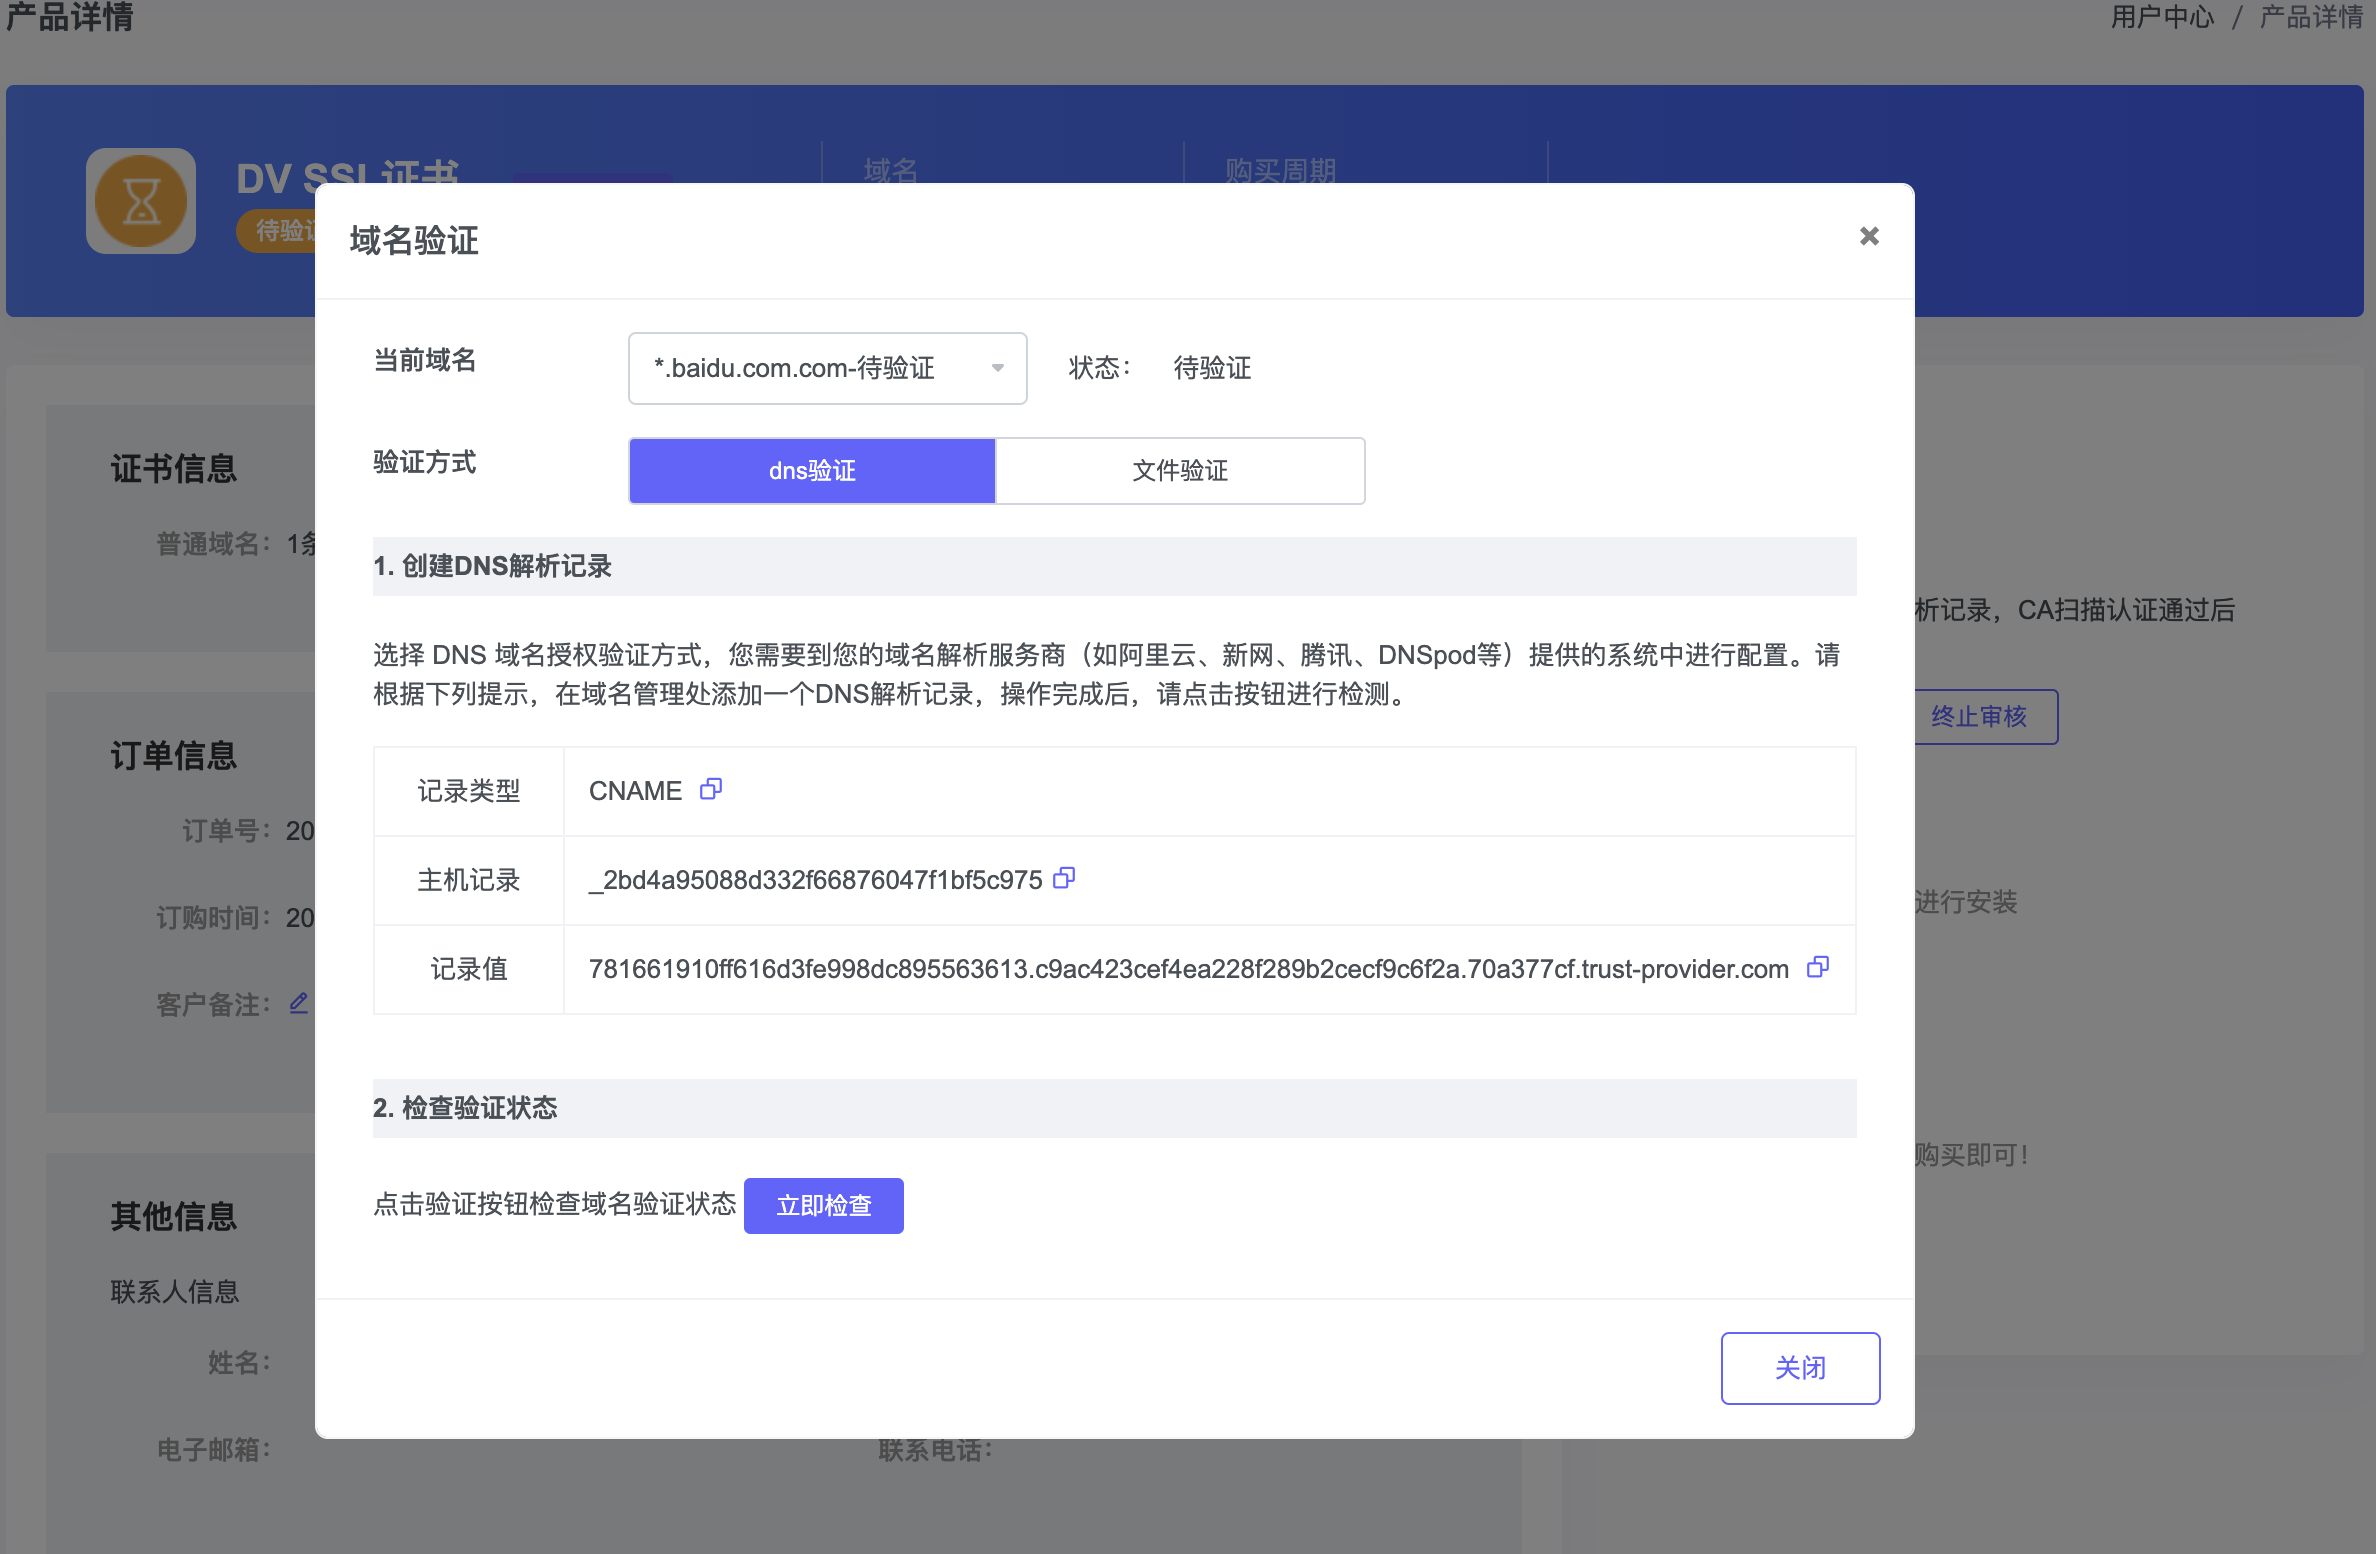 产品详情
用户中心 / 产品详情
DV SSL 证书
域名
购买周期
待验证
域名验证
当前域名
*.baidu.com.com-待验证
状态：
待验证
验证方式
dns验证
文件验证
证书信息
普通域名：
1条
1. 创建DNS解析记录
析记录，CA扫描认证通过后
选择 DNS 域名授权验证方式，您需要到您的域名解析服务商（如阿里云、新网、腾讯、DNSpod等）提供的系统中进行配置。请
根据下列提示，在域名管理处添加一个DNS解析记录，操作完成后，请点击按钮进行检测。
终止审核
订单信息
记录类型
CNAME
订单号：
20
主机记录
_2bd4a95088d332f66876047f1bf5c975
进行安装
订购时间：
20
记录值
781661910ff616d3fe998dc895563613.c9ac423cef4ea228f289b2cecf9c6f2a.70a377cf.trust-provider.com
客户备注：
2. 检查验证状态
购买即可！
点击验证按钮检查域名验证状态
立即检查
其他信息
联系人信息
姓名：
关闭
电子邮箱：
联系电话：